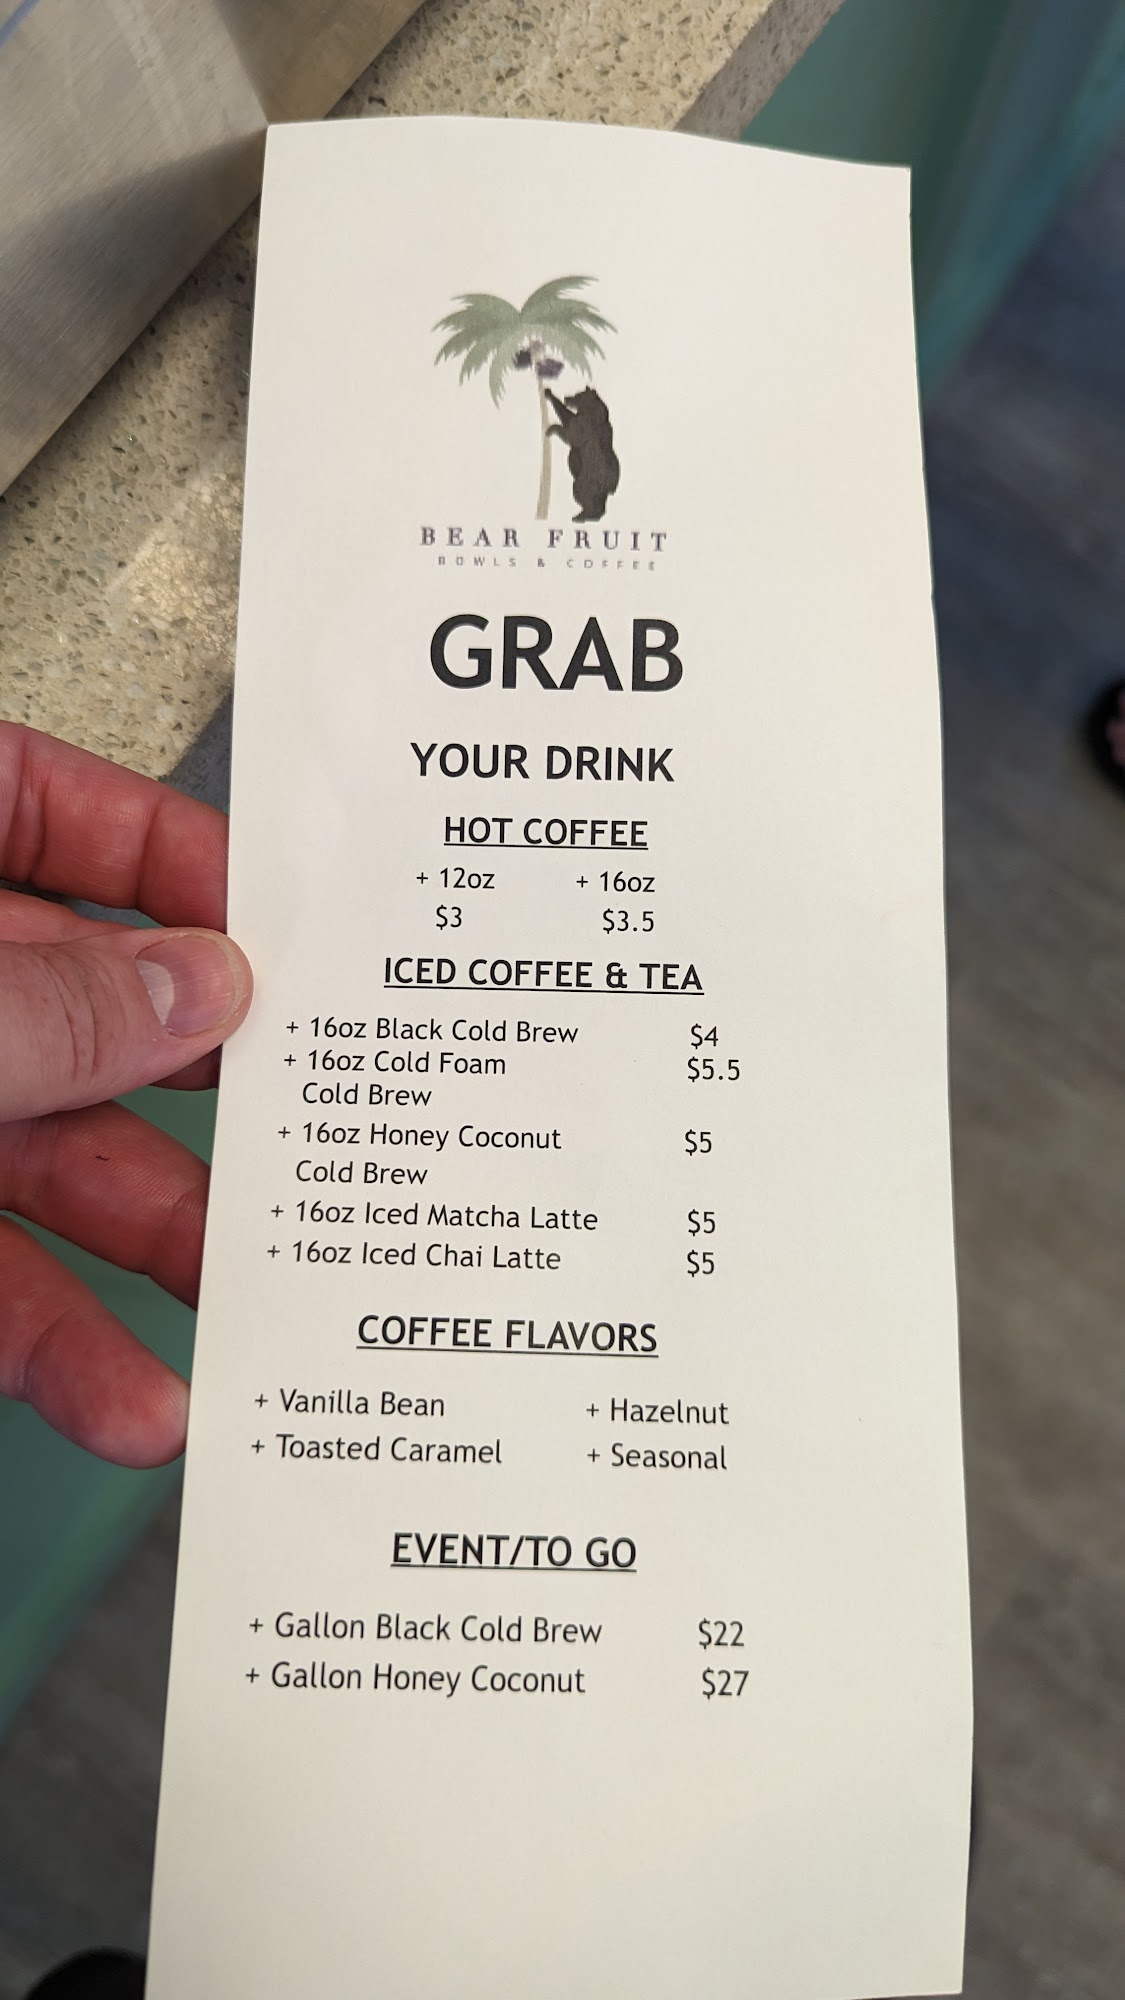 BEAR FRUIT
BOWLS & COFFEE
GRAB
YOUR DRINK
HOT COFFEE
+ 12oz + 16oz
$3 $3.5
ICED COFFEE & TEA
+ 16oz Black Cold Brew $4
+ 16oz Cold Foam $5.5
Cold Brew
+ 16oz Honey Coconut $5
Cold Brew
+ 16oz Iced Matcha Latte $5
+ 16oz Iced Chai Latte $5
COFFEE FLAVORS
+ Vanilla Bean + Hazelnut
+ Toasted Caramel + Seasonal
EVENT/TO GO
+ Gallon Black Cold Brew $22
+ Gallon Honey Coconut $27